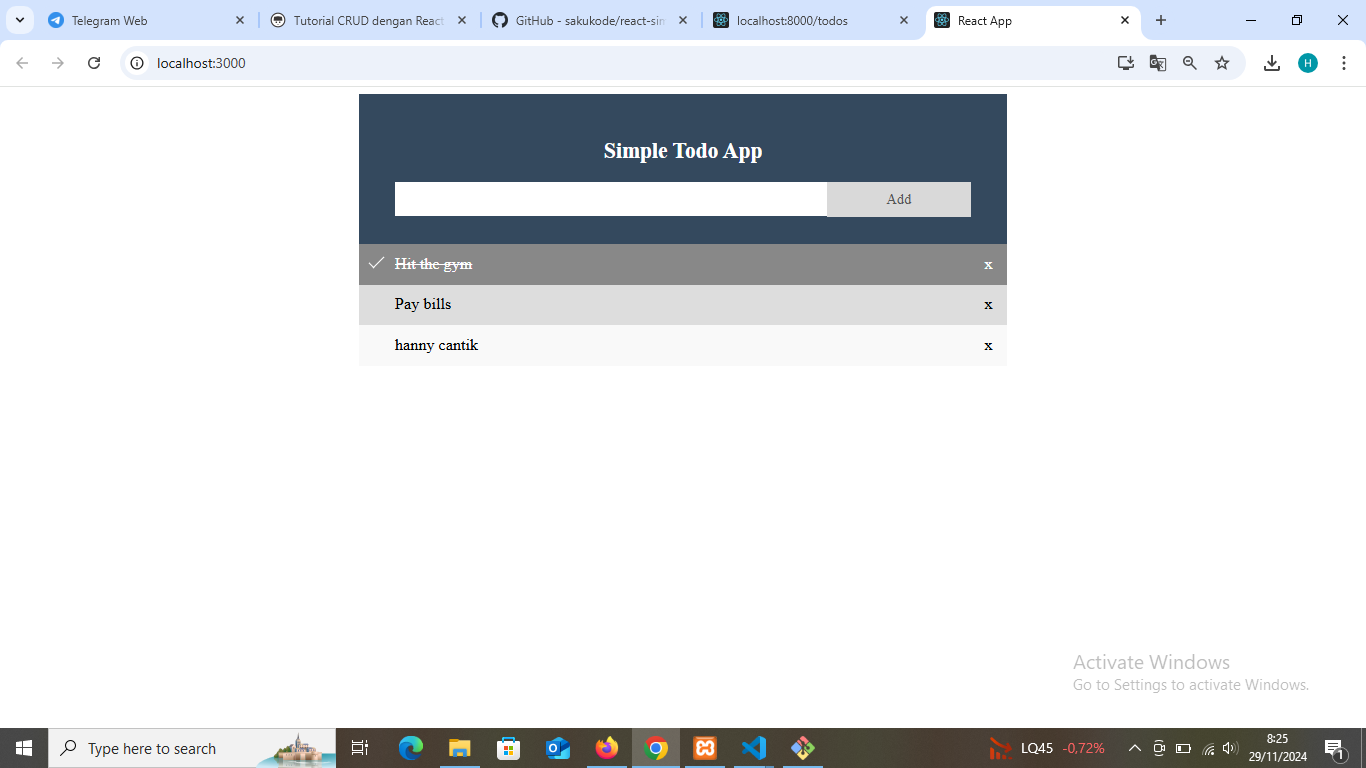 Telegram Web
Tutorial CRUD dengan React
GitHub - sakukode/react-sim
localhost:8000/todos
React App
localhost:3000
H
Simple Todo App
Add
Hit the gym x
Pay bills x
hanny cantik x
Activate Windows
Go to Settings to activate Windows.
Type here to search
LQ45 -0,72%
8:25
29/11/2024
1